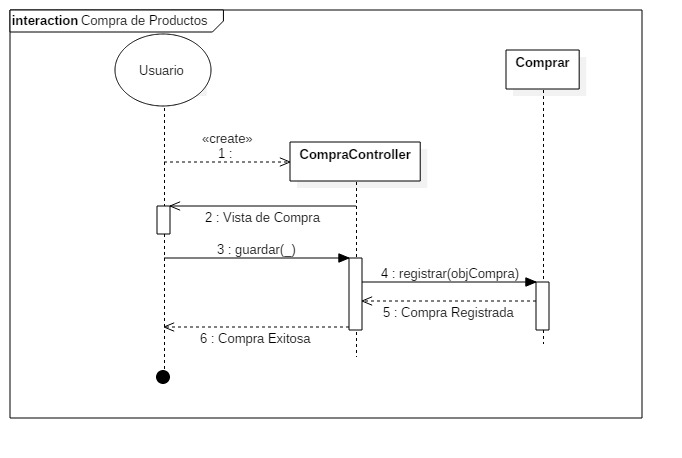 interaction Compra de Productos
Usuario
Comprar
«create»
1 :
CompraController
2 : Vista de Compra
3 : guardar(_)
4 : registrar(objCompra)
5 : Compra Registrada
6 : Compra Exitosa